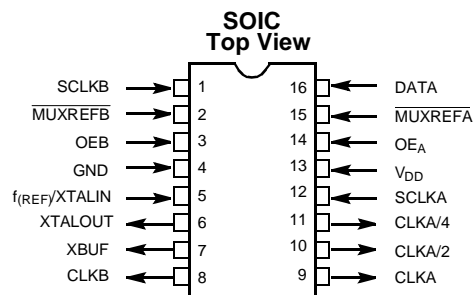 SOIC
Top View
SCLKB 1 16 DATA
MUXREFB 2 15 MUXREFA
OEB 3 14 OEA
GND 4 13 VDD
f(REF)/XTALIN 5 12 SCLKA
XTALOUT 6 11 CLKA/4
XBUF 7 10 CLKA/2
CLKB 8 9 CLKA